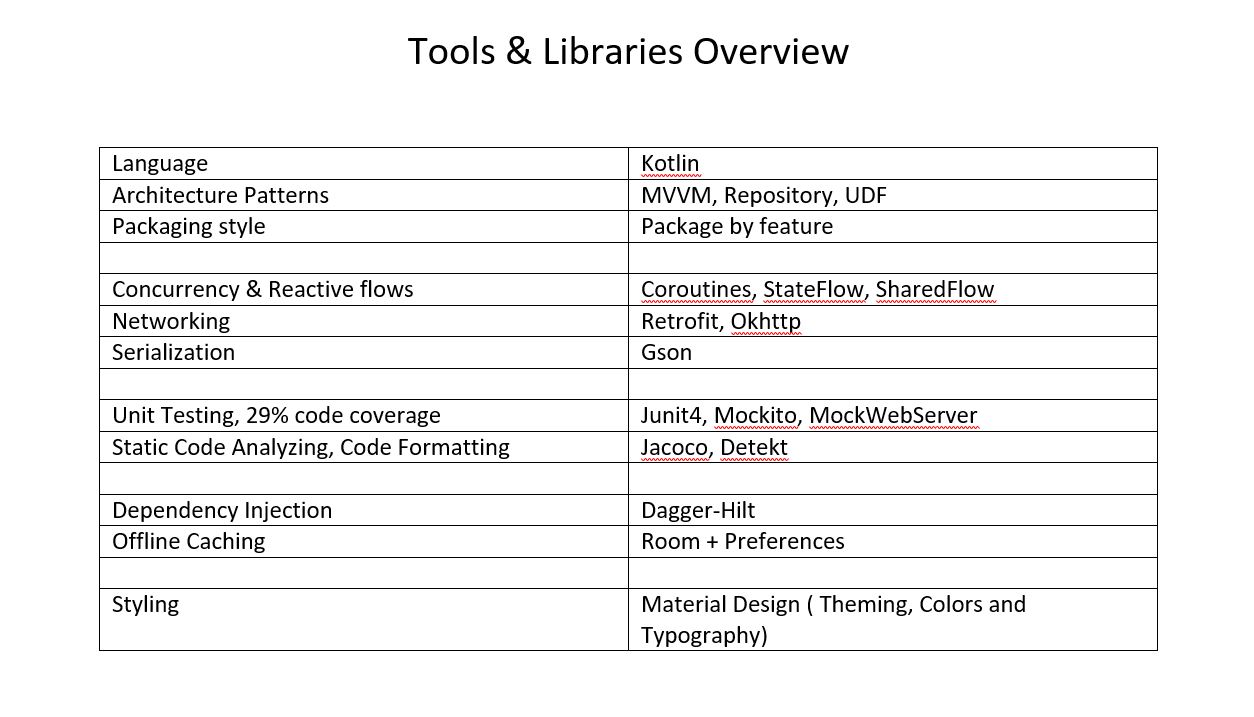 Tools & Libraries Overview
Language Kotlin
Architecture Patterns MVVM, Repository, UDF
Packaging style Package by feature
Concurrency & Reactive flows Coroutines, StateFlow, SharedFlow
Networking Retrofit, Okhttp
Serialization Gson
Unit Testing, 29% code coverage Junit4, Mockito, MockWebServer
Static Code Analyzing, Code Formatting Jacoco, Detekt
Dependency Injection Dagger-Hilt
Offline Caching Room + Preferences
Styling Material Design ( Theming, Colors and
Typography)